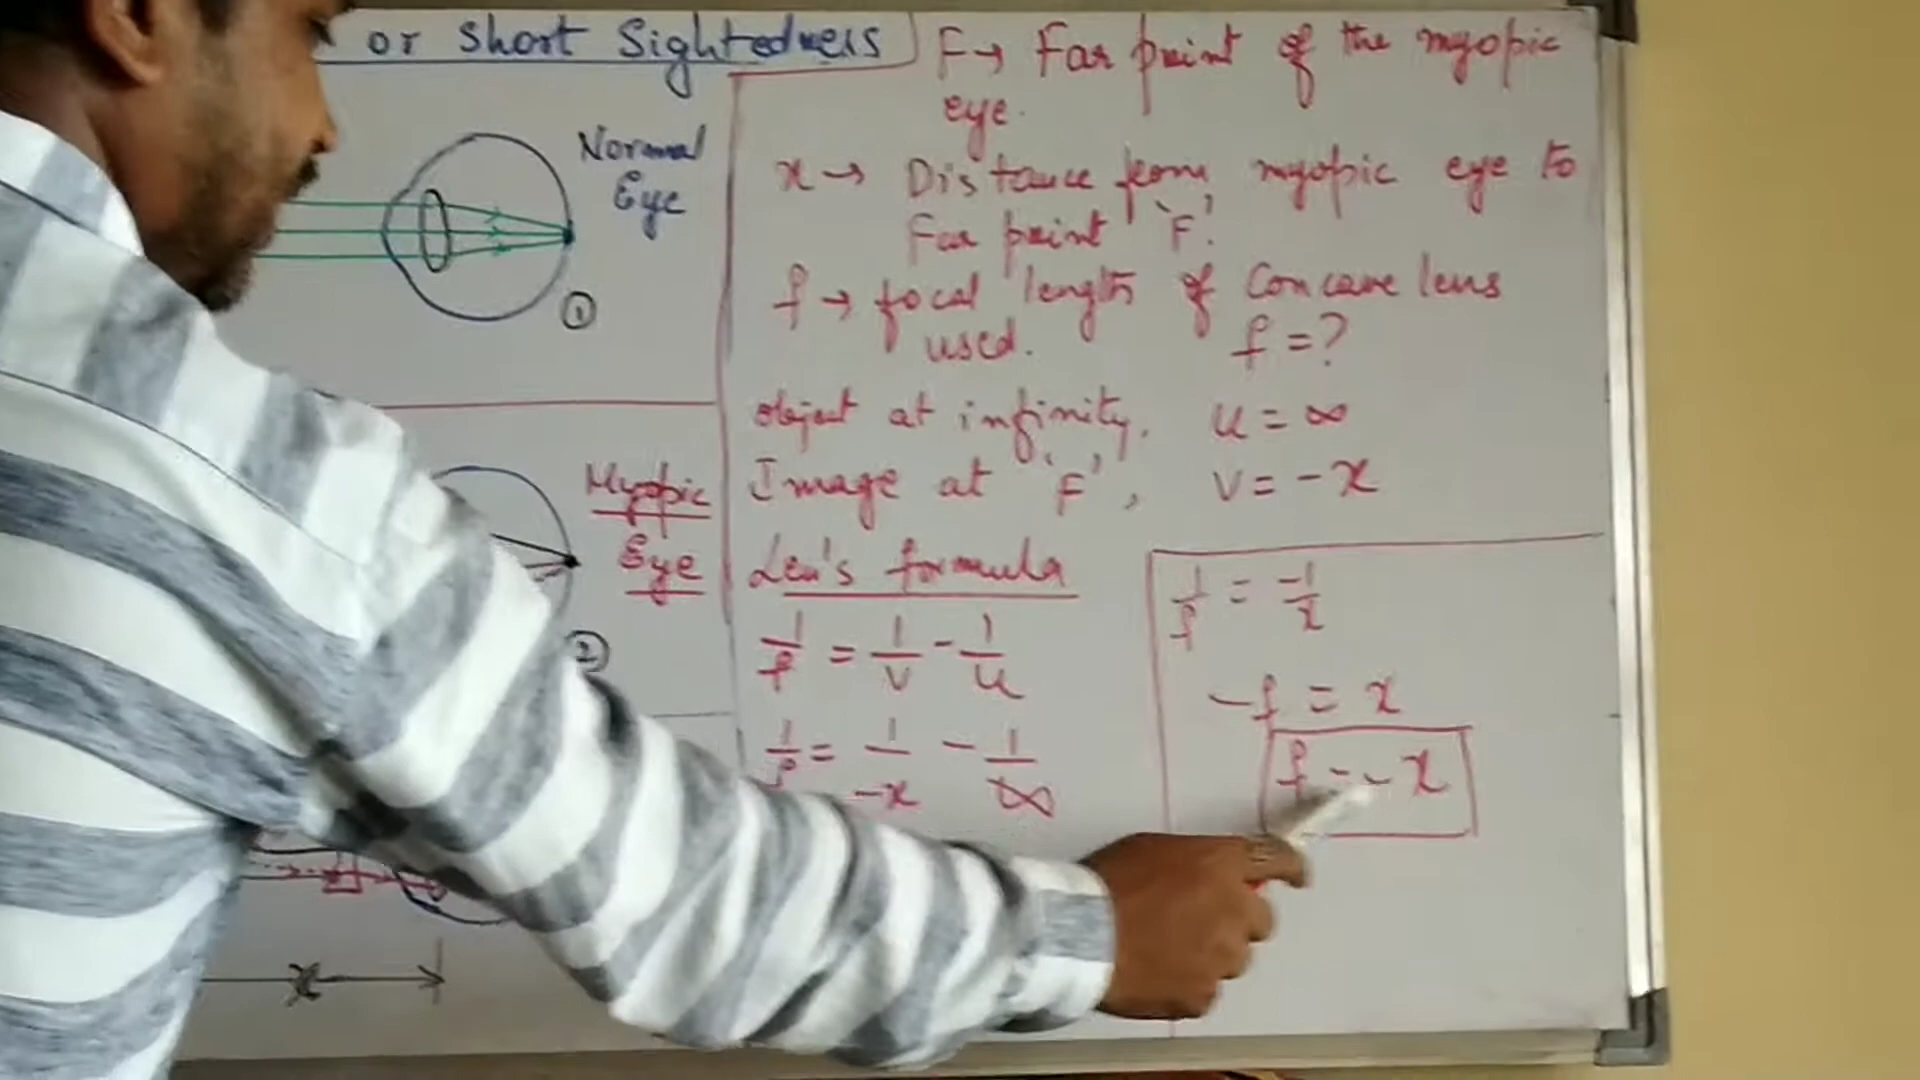 or Short Sightedness
Normal
Eye
①
Myopic
Eye
②
x
F → Far point of the myopic
eye.
x → Distance from myopic eye to
Far point 'F'.
f → focal length of Concave lens
used. f = ?
object at infinity, u = ∞
Image at 'F', v = -x
Len's formula
1/f = 1/v - 1/u
1/f = 1/-x - 1/∞
1/f = -1/x
-f = x
f = -x